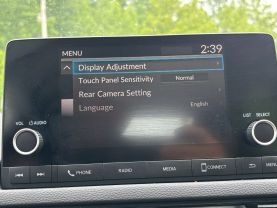 MENU
2:39
Display Adjustment
Touch Panel Sensitivity Normal
Rear Camera Setting
Language English
VOL AUDIO
LIST SELECT
PHONE RADIO MEDIA CONNECT MENU